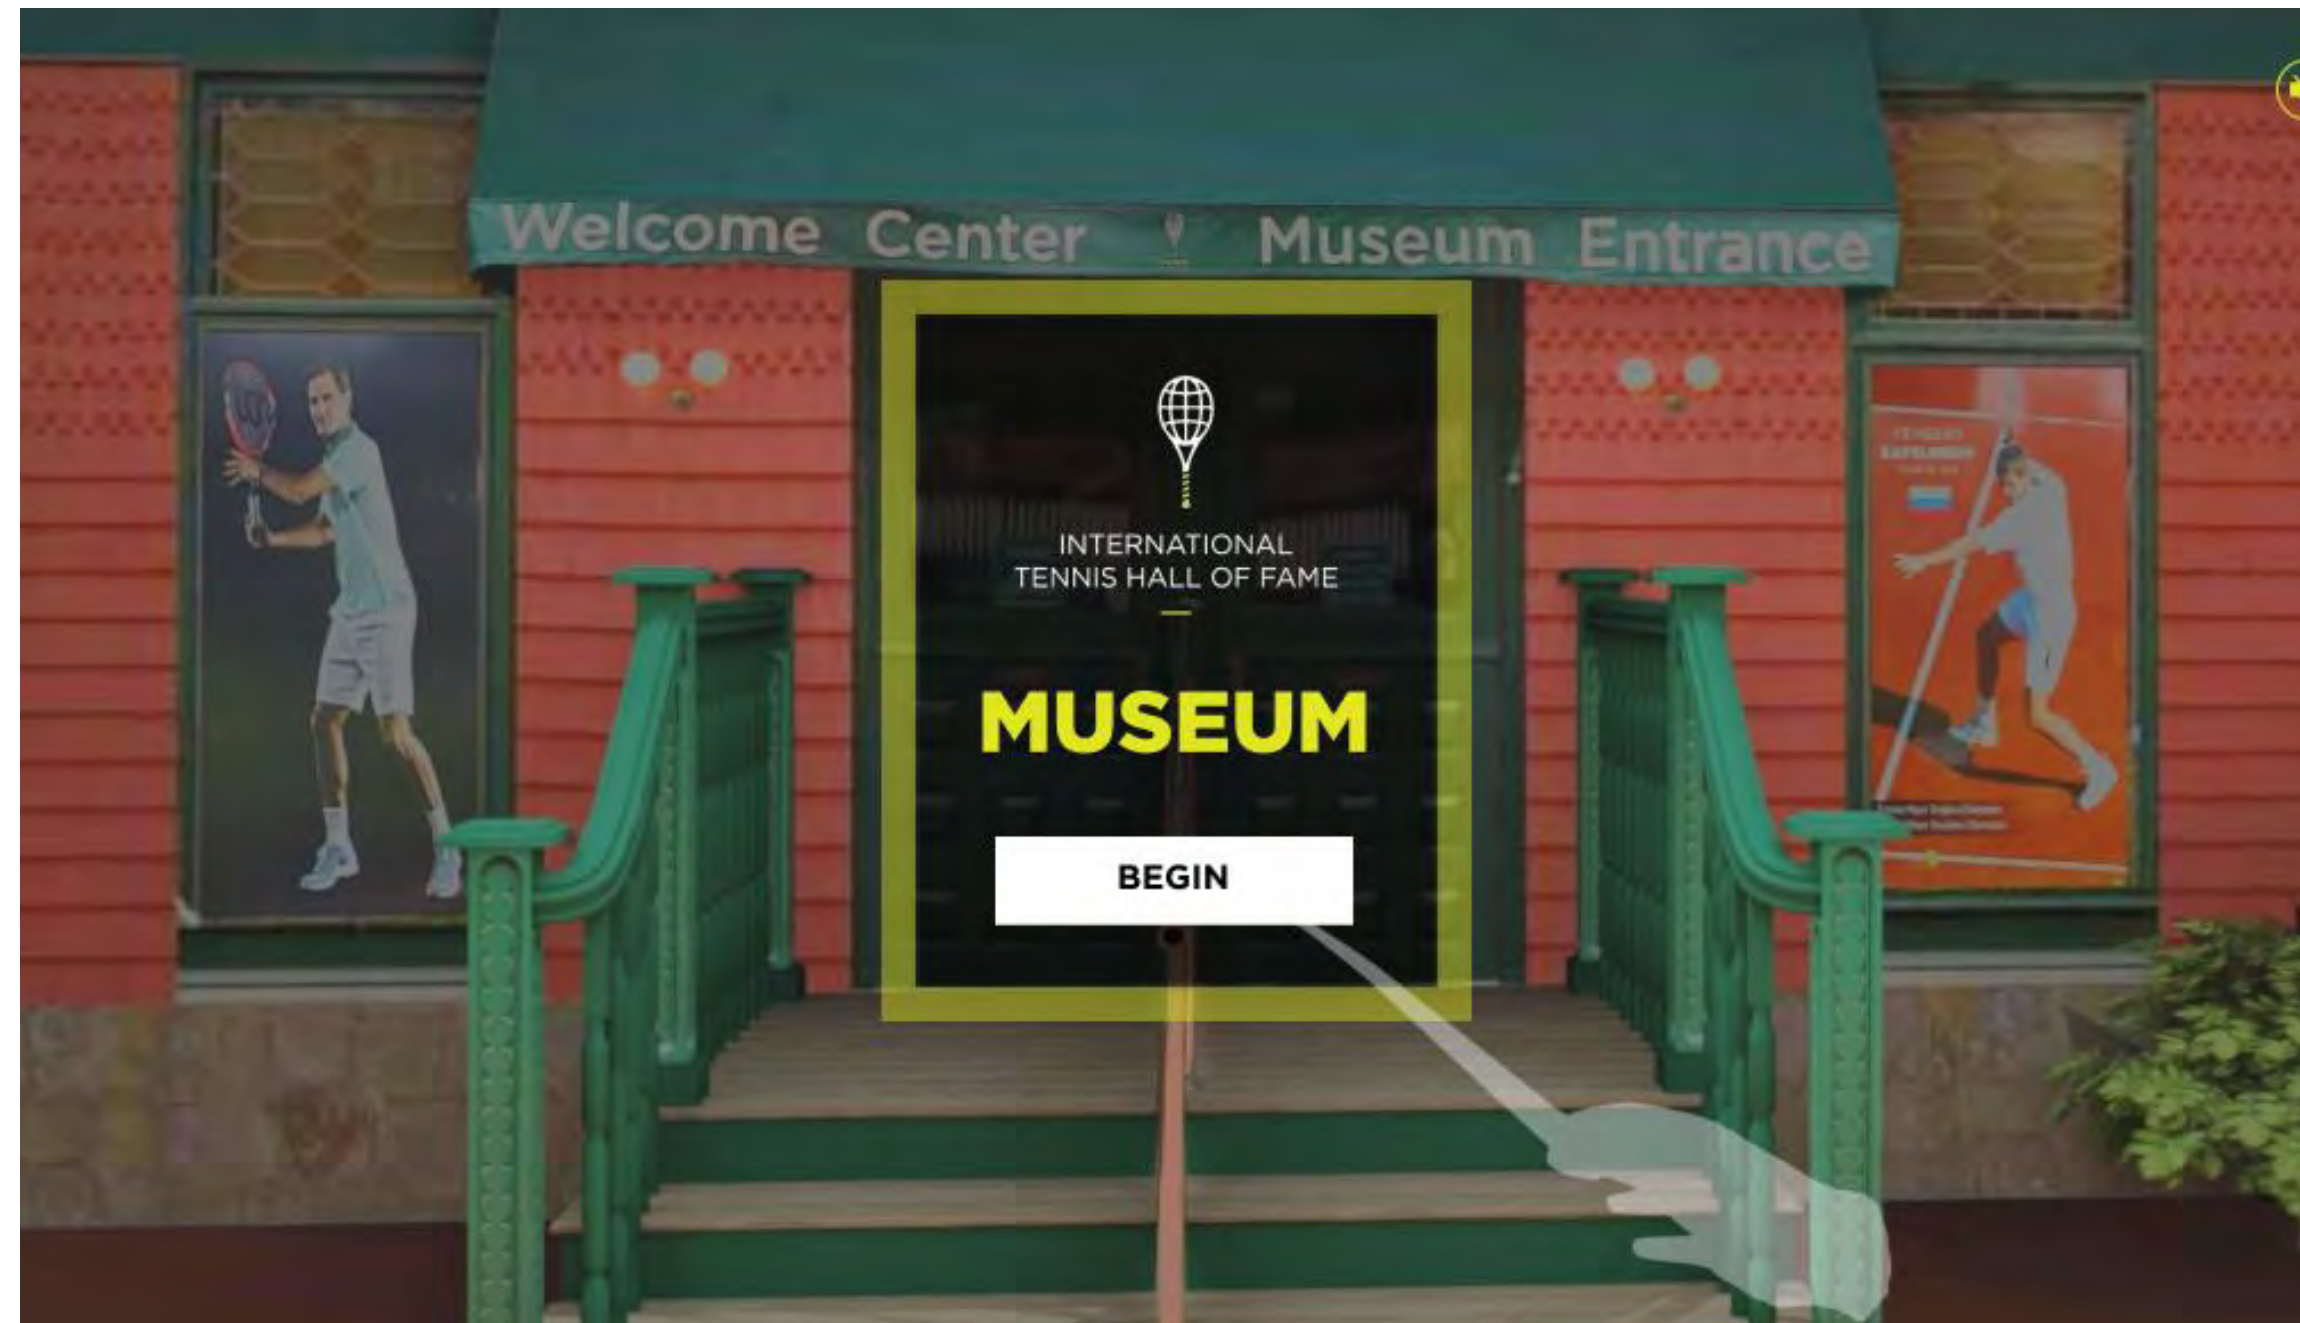 Welcome Center Museum Entrance
INTERNATIONAL
TENNIS HALL OF FAME
MUSEUM
BEGIN